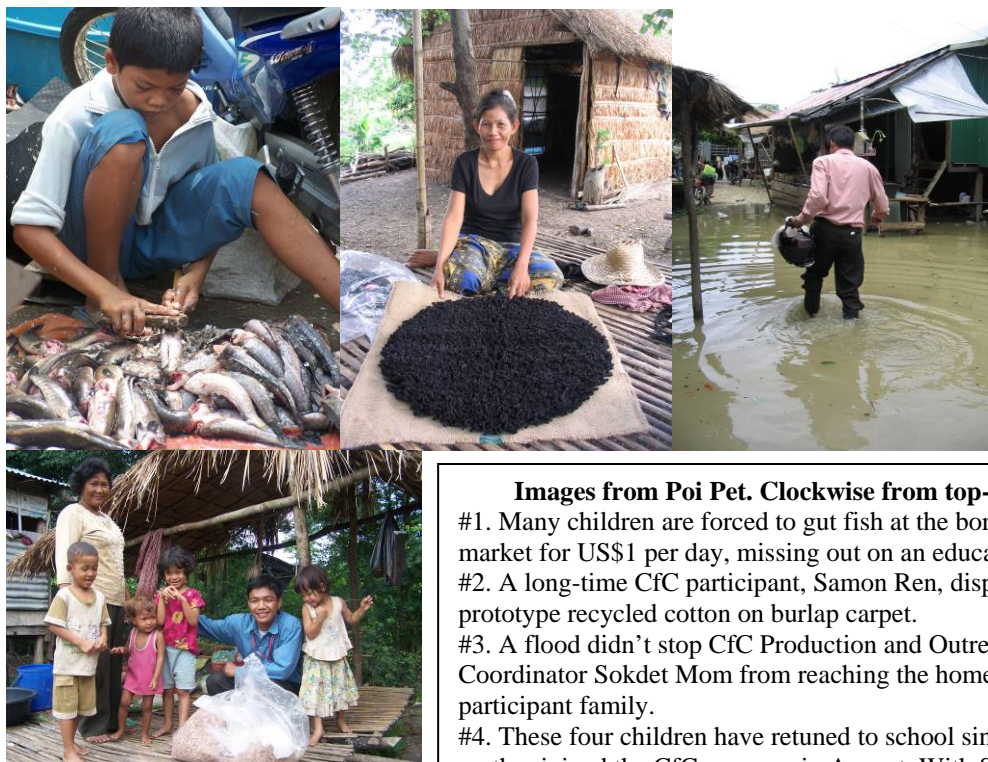 Images from Poi Pet. Clockwise from top-
#1. Many children are forced to gut fish at the bor
market for US$1 per day, missing out on an educa
#2. A long-time CfC participant, Samon Ren, disp
prototype recycled cotton on burlap carpet.
#3. A flood didn’t stop CfC Production and Outre
Coordinator Sokdet Mom from reaching the home
participant family.
#4. These four children have retuned to school sin